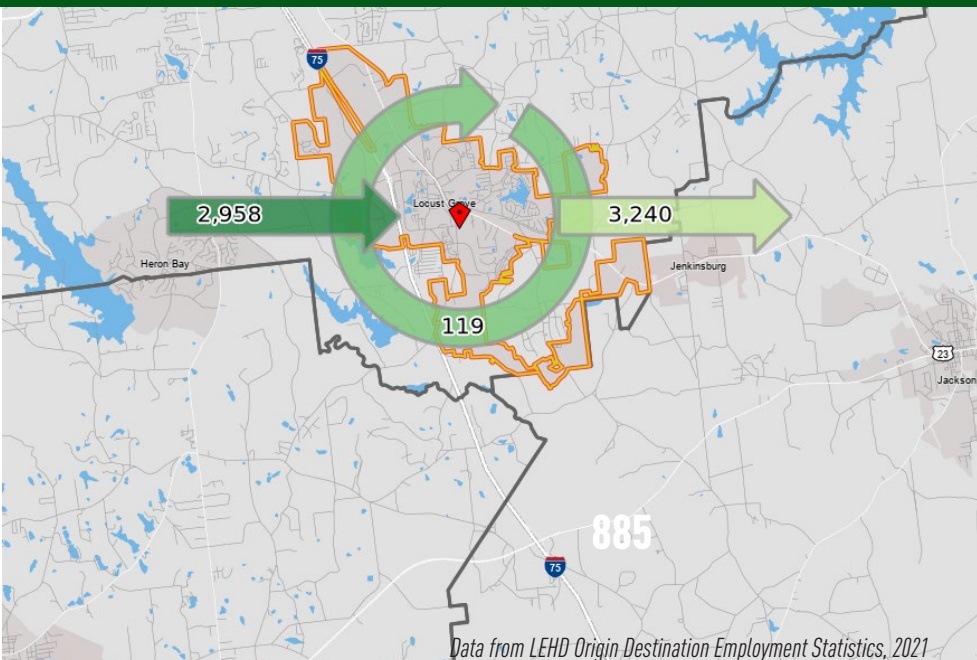 75
Locust Grove
2,958
3,240
Heron Bay
Jenkinsburg
119
23
Jackson
885
75
Data from LEHD Origin Destination Employment Statistics, 2021